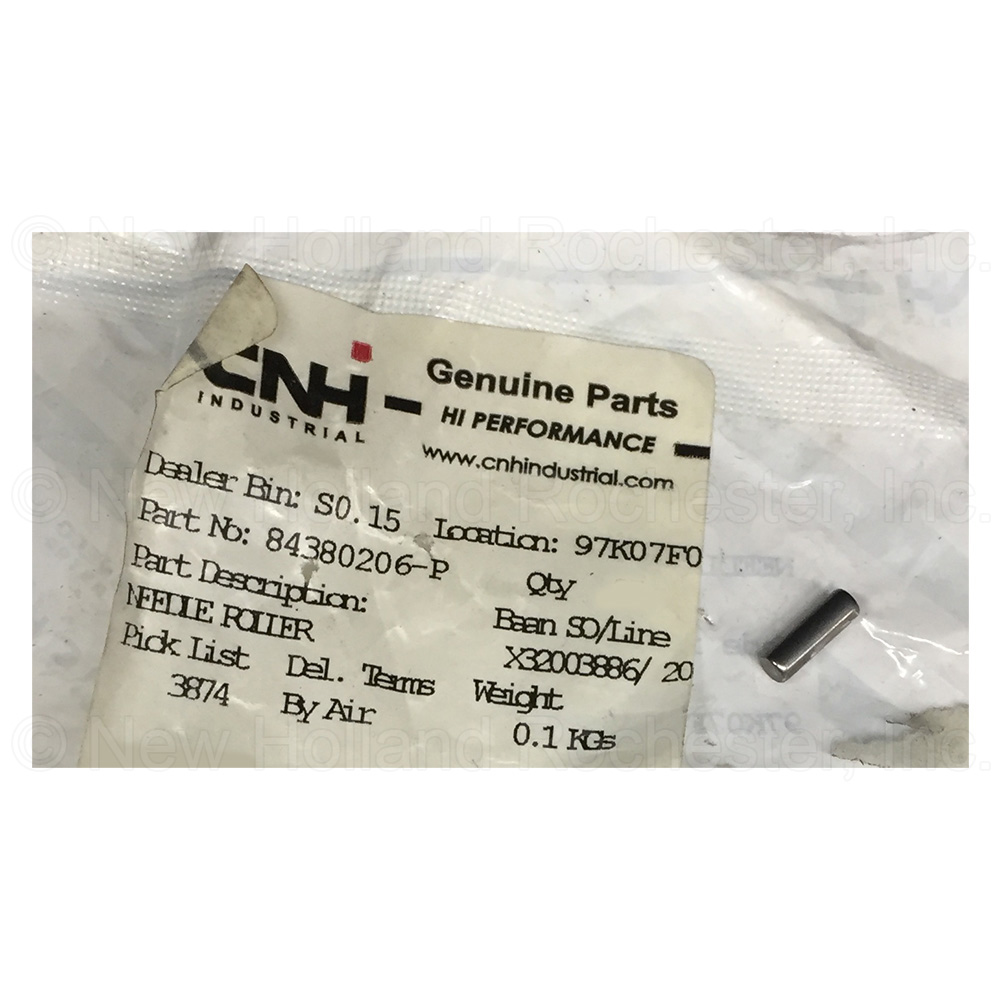 © New Holland Rochester, Inc.
CNH
INDUSTRIAL
Genuine Parts
HI PERFORMANCE
www.cnhindustrial.com
Dealer Bin: S0.15 Location: 97K07F0
Part No: 84380206-P Qty
Part Description: Baan SO/Line
NEEDLE ROLLER X32003886/ 20
Pick List Del. Terms Weight
3874 By Air 0.1 KGs
© New Holland Rochester, Inc.
© New Holland Rochester, Inc.